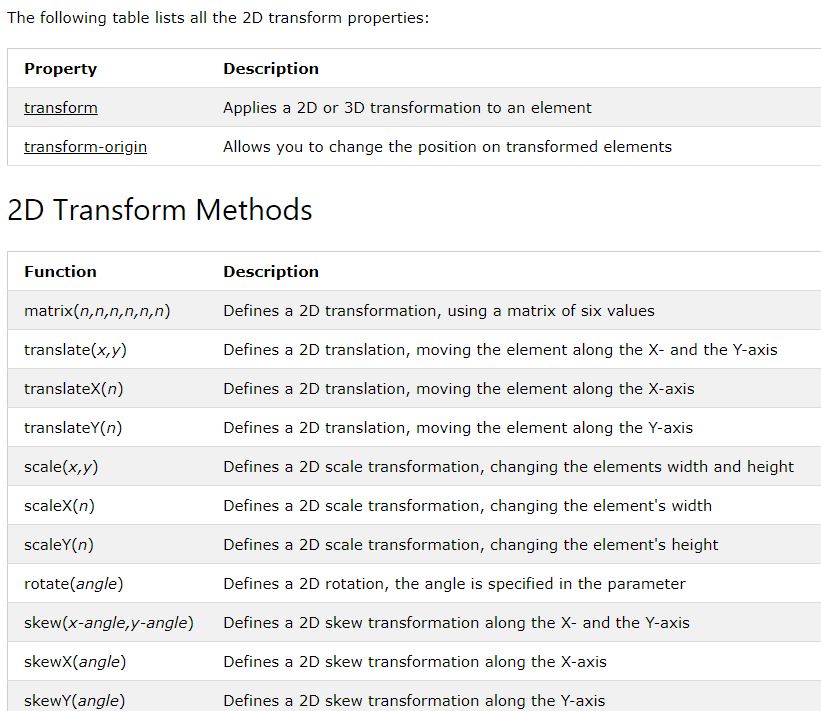 The following table lists all the 2D transform properties:
Property Description
transform Applies a 2D or 3D transformation to an element
transform-origin Allows you to change the position on transformed elements
2D Transform Methods
Function Description
matrix(n,n,n,n,n,n) Defines a 2D transformation, using a matrix of six values
translate(x,y) Defines a 2D translation, moving the element along the X- and the Y-axis
translateX(n) Defines a 2D translation, moving the element along the X-axis
translateY(n) Defines a 2D translation, moving the element along the Y-axis
scale(x,y) Defines a 2D scale transformation, changing the elements width and height
scaleX(n) Defines a 2D scale transformation, changing the element's width
scaleY(n) Defines a 2D scale transformation, changing the element's height
rotate(angle) Defines a 2D rotation, the angle is specified in the parameter
skew(x-angle,y-angle) Defines a 2D skew transformation along the X- and the Y-axis
skewX(angle) Defines a 2D skew transformation along the X-axis
skewY(angle) Defines a 2D skew transformation along the Y-axis